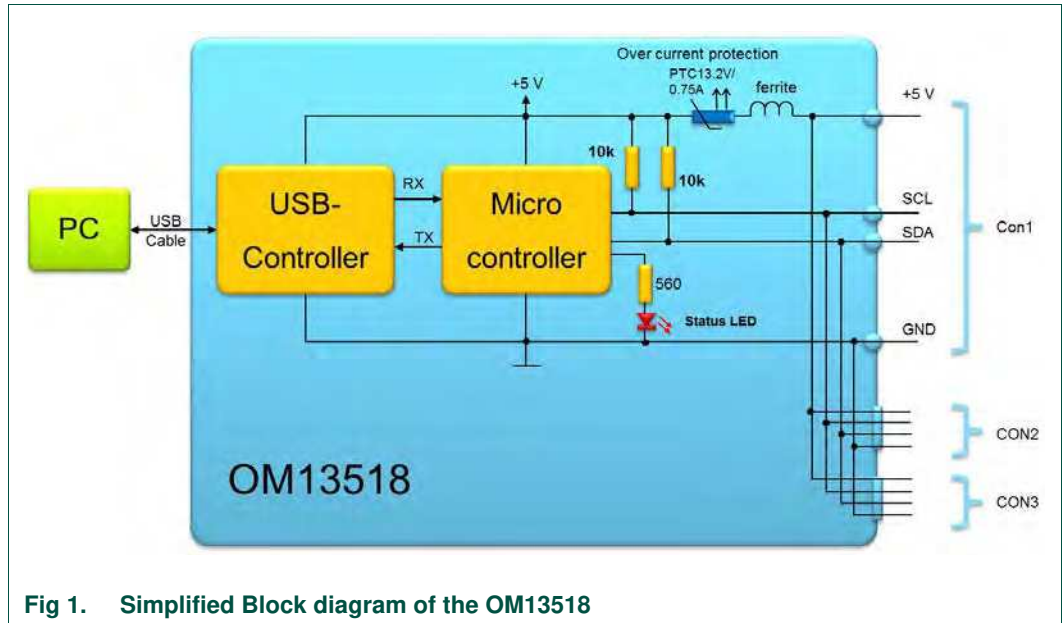 Over current protection
PTC13.2V/
0.75A
ferrite
+5 V
+5 V
10k
10k
RX
TX
PC
USB
Cable
USB-
Controller
Micro
controller
SCL
SDA
Con1
560
Status LED
GND
CON2
OM13518
CON3
Fig 1. Simplified Block diagram of the OM13518